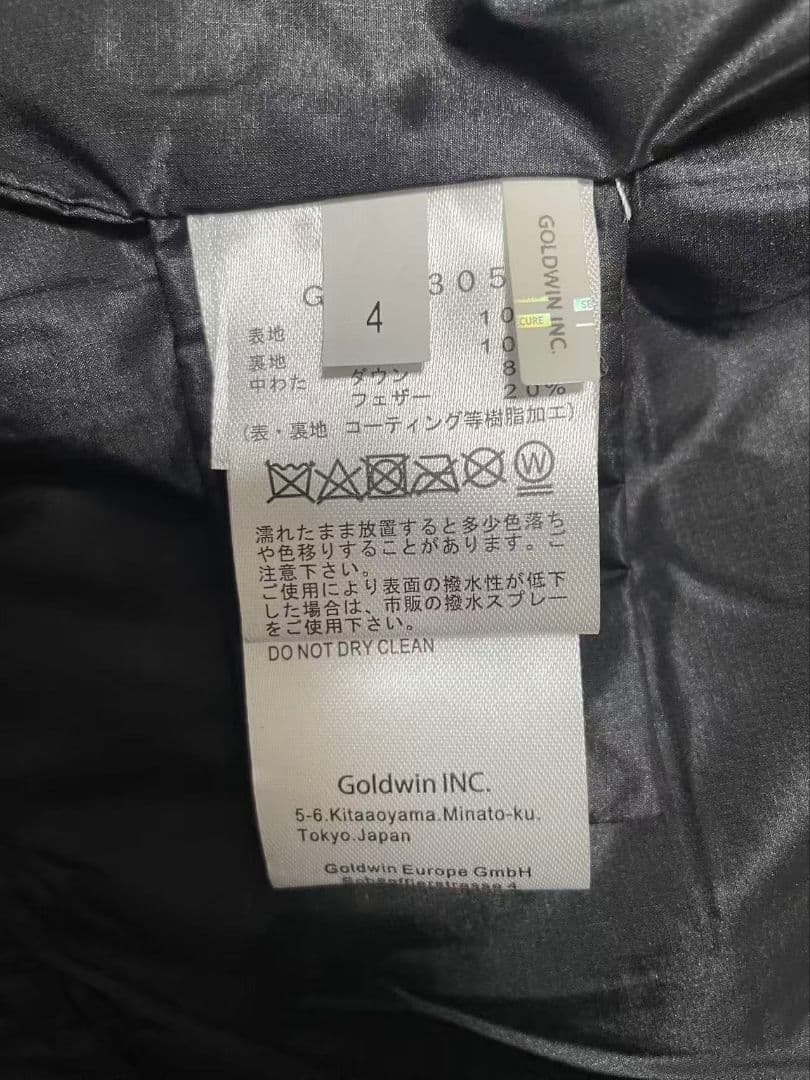 4
GOLDWIN INC.
SECURE
G 305
表地 10
裏地 10
中わた ダウン 8
フェザー 20%
(表・裏地 コーティング等樹脂加工)
W
濡れたまま放置すると多少色落ち
や色移りすることがあります。ご
注意下さい。
ご使用により表面の撥水性が低下
した場合は、市販の撥水スプレー
をご使用下さい。
DO NOT DRY CLEAN
Goldwin INC.
5-6.Kitaaoyama.Minato-ku.
Tokyo.Japan
Goldwin Europe GmbH